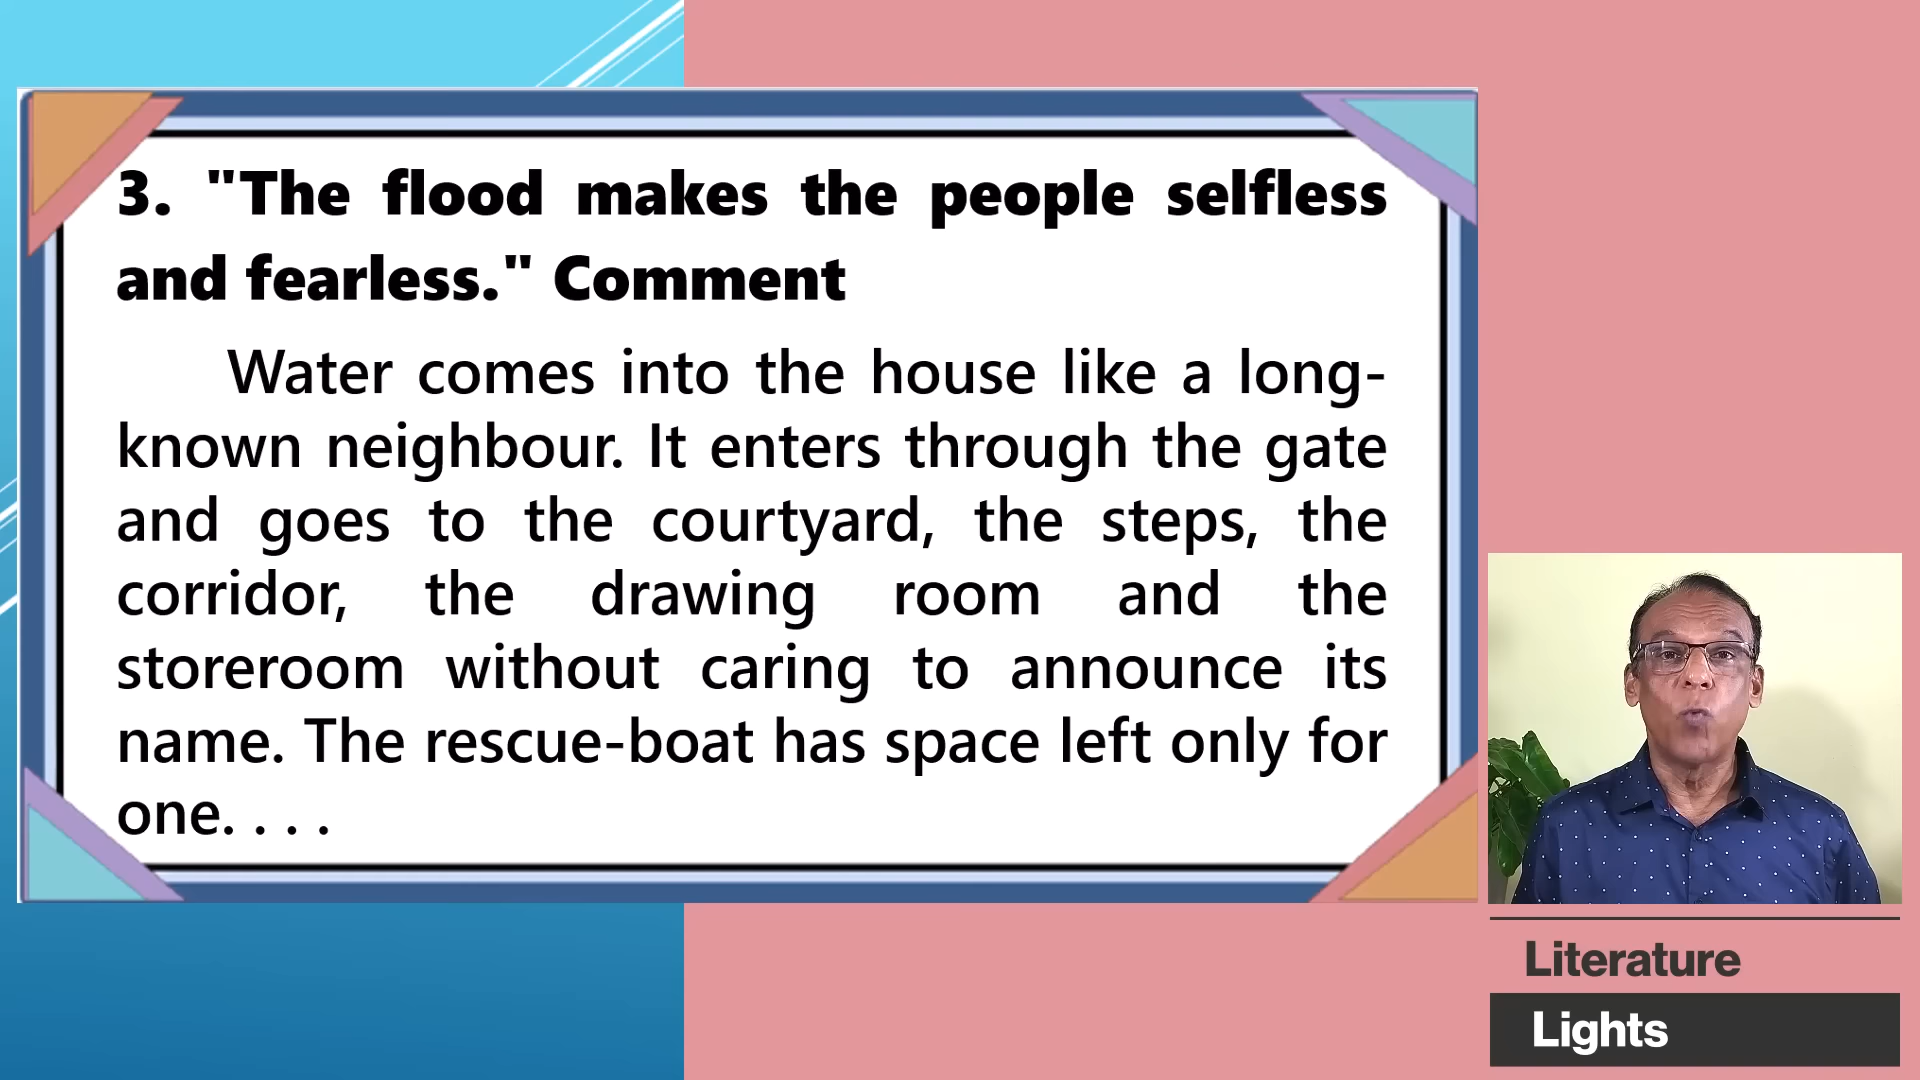 3. "The flood makes the people selfless
and fearless." Comment
Water comes into the house like a long-
known neighbour. It enters through the gate
and goes to the courtyard, the steps, the
corridor, the drawing room and the
storeroom without caring to announce its
name. The rescue-boat has space left only for
one. . . .
Literature
Lights